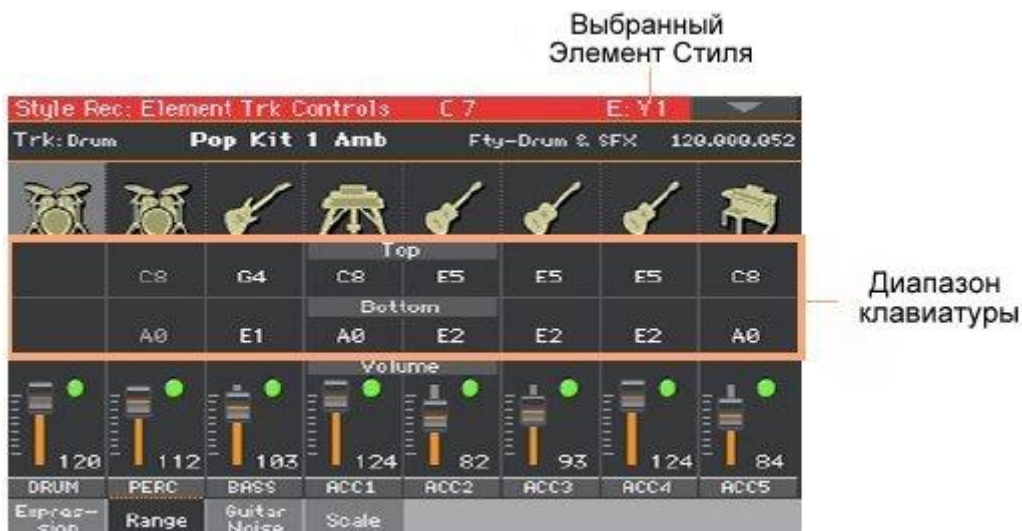 Выбранный
Элемент Стиля
Style Rec: Element Trk Controls C 7 E: Y1
Trk: Drum Pop Kit 1 Amb Fty-Drum & SFX 120.000.052
Top
C8 G4 C8 E5 E5 E5 C8
Bottom
A0 E1 A0 E2 E2 E2 A0
Диапазон
клавиатуры
Volume
120 112 103 124 82 93 124 84
DRUM PERC BASS ACC1 ACC2 ACC3 ACC4 ACC5
Expres-
sion Range Guitar
Noise Scale